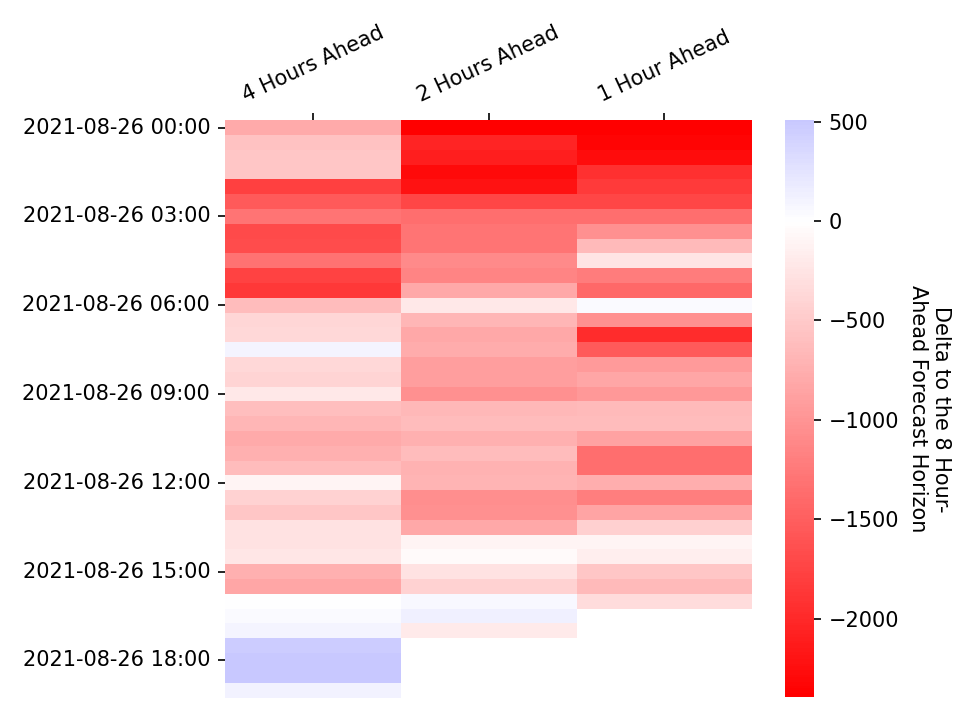 4 Hours Ahead
2 Hours Ahead
1 Hour Ahead
2021-08-26 00:00
2021-08-26 03:00
2021-08-26 06:00
2021-08-26 09:00
2021-08-26 12:00
2021-08-26 15:00
2021-08-26 18:00
500
0
−500
−1000
−1500
−2000
Delta to the 8 Hour-
Ahead Forecast Horizon